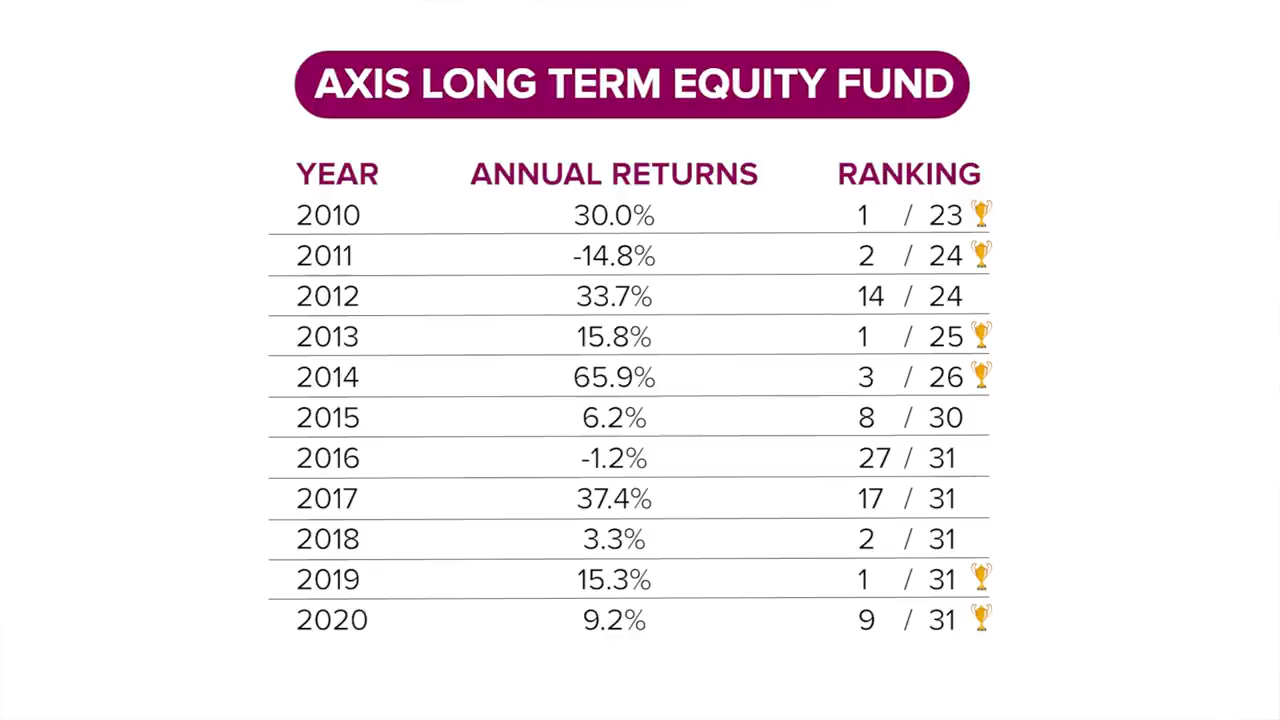 AXIS LONG TERM EQUITY FUND
YEAR ANNUAL RETURNS RANKING
2010 30.0% 1 / 23
2011 -14.8% 2 / 24
2012 33.7% 14 / 24
2013 15.8% 1 / 25
2014 65.9% 3 / 26
2015 6.2% 8 / 30
2016 -1.2% 27 / 31
2017 37.4% 17 / 31
2018 3.3% 2 / 31
2019 15.3% 1 / 31
2020 9.2% 9 / 31